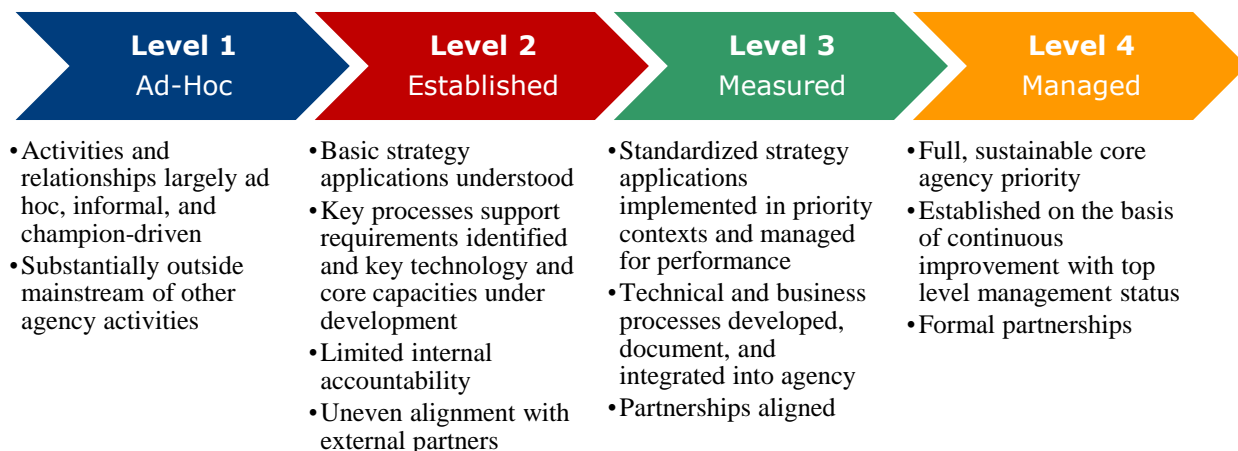 Level 1
Ad-Hoc
Level 2
Established
Level 3
Measured
Level 4
Managed
•Activities and
relationships largely ad
hoc, informal, and
champion-driven
•Substantially outside
mainstream of other
agency activities
•Basic strategy
applications understood
•Key processes support
requirements identified
and key technology and
core capacities under
development
•Limited internal
accountability
•Uneven alignment with
external partners
•Standardized strategy
applications
implemented in priority
contexts and managed
for performance
•Technical and business
processes developed,
document, and
integrated into agency
•Partnerships aligned
•Full, sustainable core
agency priority
•Established on the basis
of continuous
improvement with top
level management status
•Formal partnerships